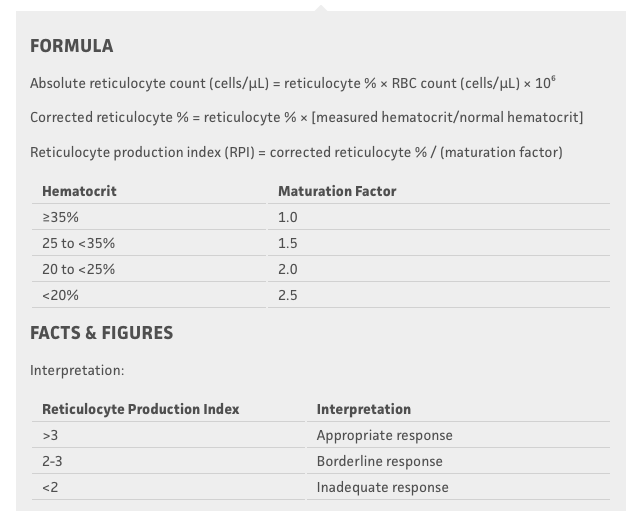 FORMULA
Absolute reticulocyte count (cells/µL) = reticulocyte % × RBC count (cells/µL) × 10⁶
Corrected reticulocyte % = reticulocyte % × [measured hematocrit/normal hematocrit]
Reticulocyte production index (RPI) = corrected reticulocyte % / (maturation factor)
Hematocrit Maturation Factor
≥35% 1.0
25 to <35% 1.5
20 to <25% 2.0
<20% 2.5
FACTS & FIGURES
Interpretation:
Reticulocyte Production Index Interpretation
>3 Appropriate response
2-3 Borderline response
<2 Inadequate response